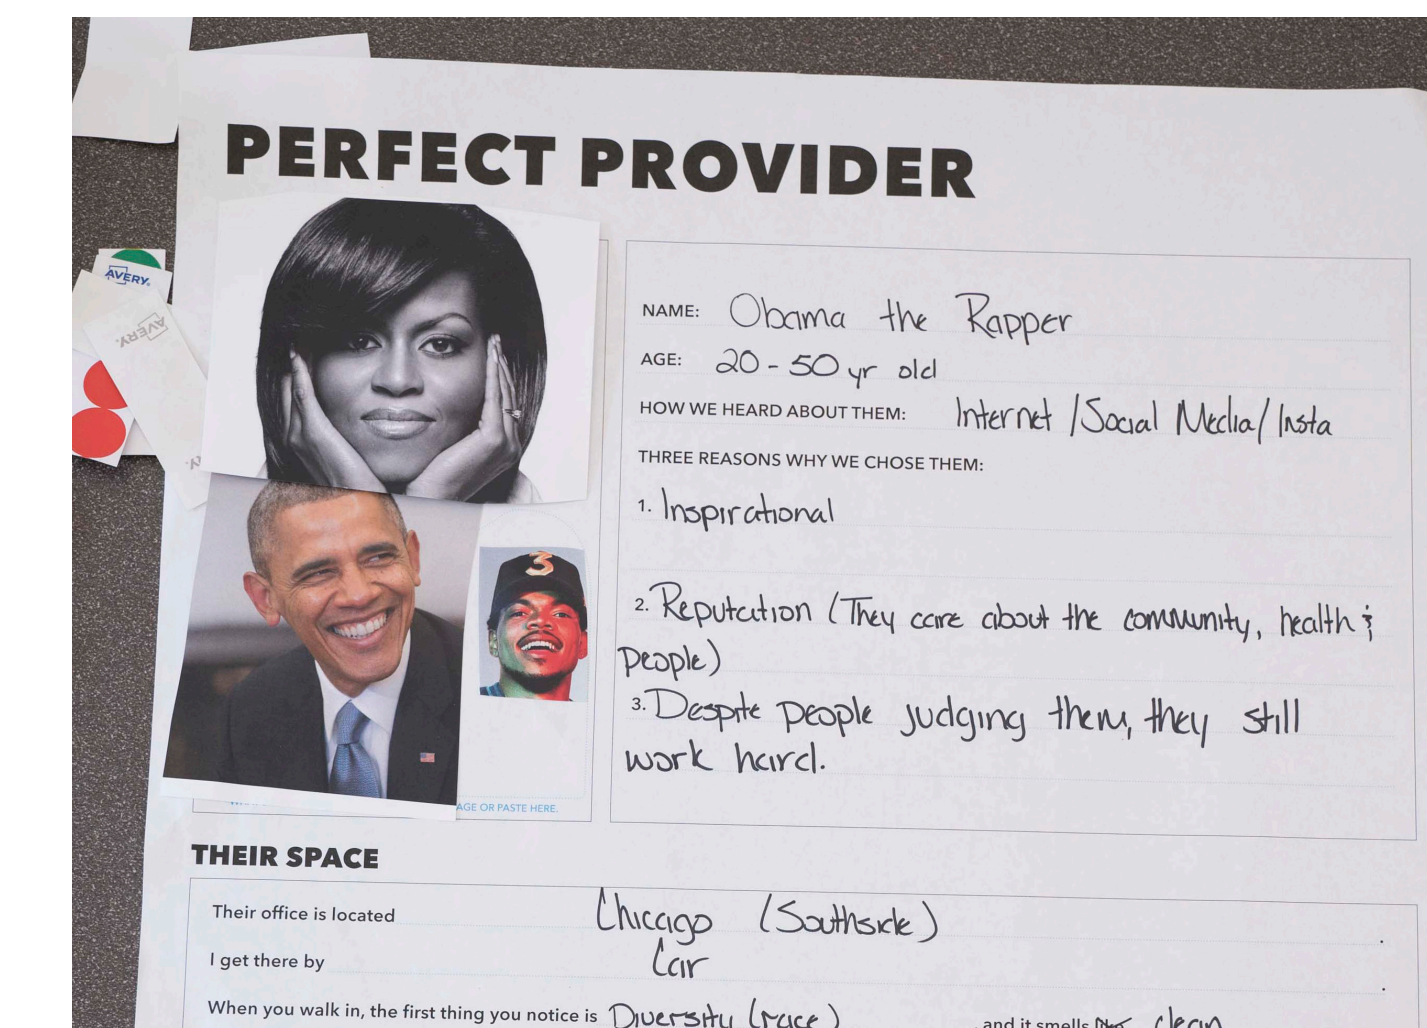 PERFECT PROVIDER
AVERY
AVERY
3
NAME: Obama the Rapper
AGE: 20 - 50 yr old
HOW WE HEARD ABOUT THEM: Internet / Social Media / Insta
THREE REASONS WHY WE CHOSE THEM:
1. Inspirational
2. Reputation (They care about the community, health &
people)
3. Despite people judging them, they still
work hard.
AGE OR PASTE HERE.
THEIR SPACE
Their office is located Chicago (Southside) .
I get there by Car .
When you walk in, the first thing you notice is Diversity (race) and it smells clean